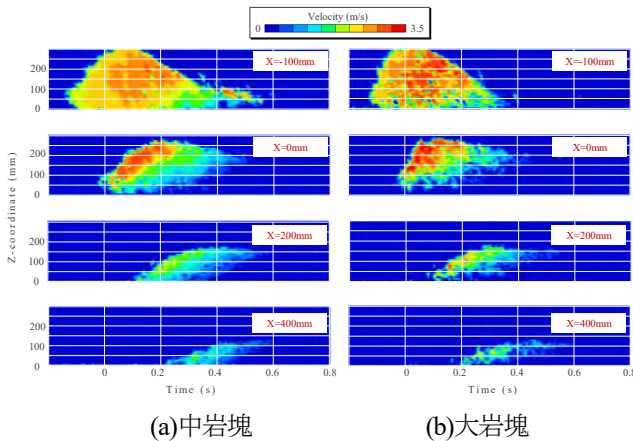 Velocity (m/s)
0 3.5
X=-100mm
X=-100mm
200
100
0
X=0mm
X=0mm
200
100
0
X=200mm
X=200mm
200
100
0
X=400mm
X=400mm
200
100
0
Z-coordinate (mm)
0 0.2 0.4 0.6 0.8
0 0.2 0.4 0.6 0.8
Time (s)
Time (s)
(a)中岩塊
(b)大岩塊